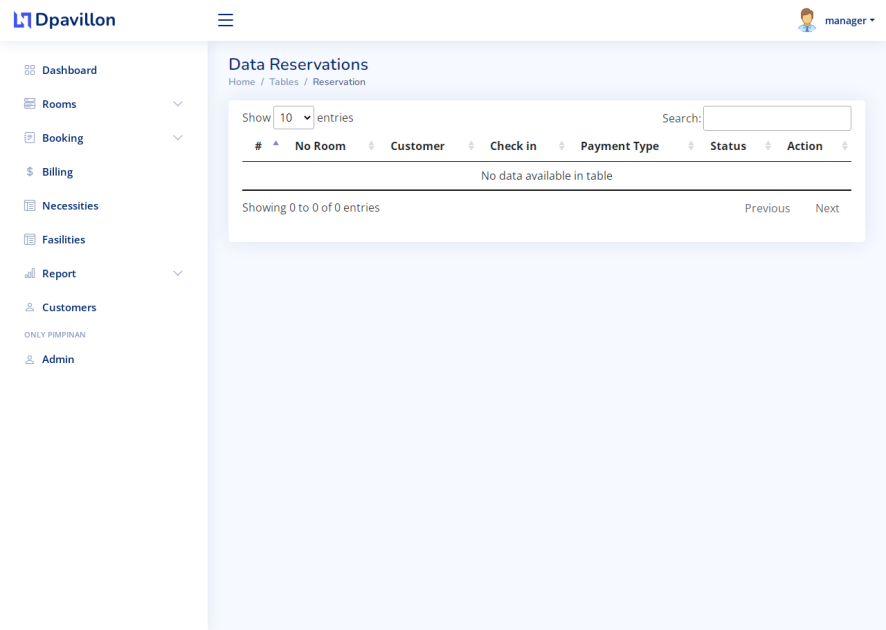 Dpavillon
manager
Dashboard
Rooms
Booking
Billing
Necessities
Fasilities
Report
Customers
ONLY PIMPINAN
Admin
Data Reservations
Home / Tables / Reservation
Show 10 entries Search:
# No Room Customer Check in Payment Type Status Action
No data available in table
Showing 0 to 0 of 0 entries Previous Next